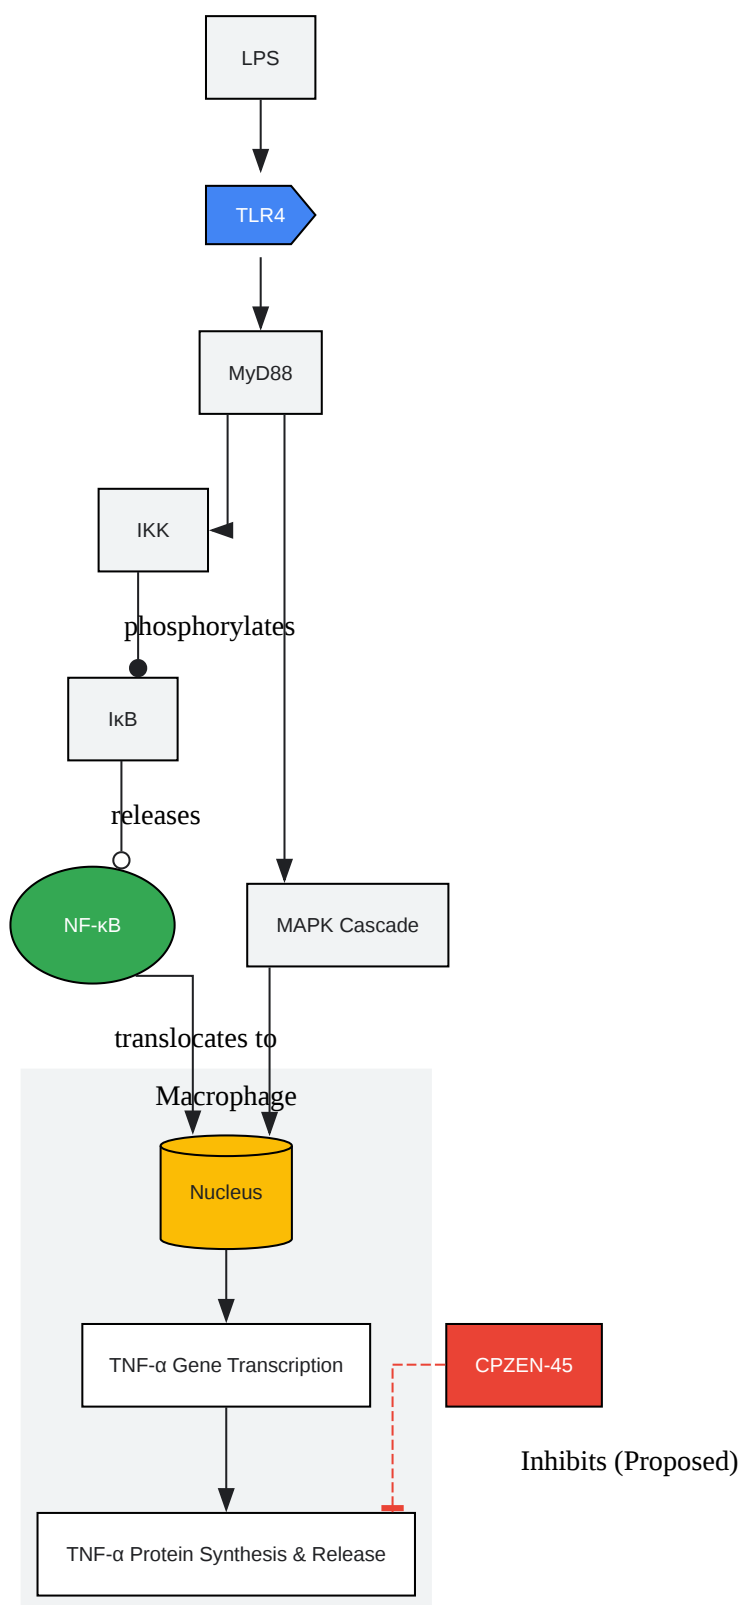 LPS
TLR4
MyD88
IKK
phosphorylates
IκB
releases
NF-κB
MAPK Cascade
translocates to
Macrophage
Nucleus
TNF-α Gene Transcription
CPZEN-45
Inhibits (Proposed)
TNF-α Protein Synthesis & Release